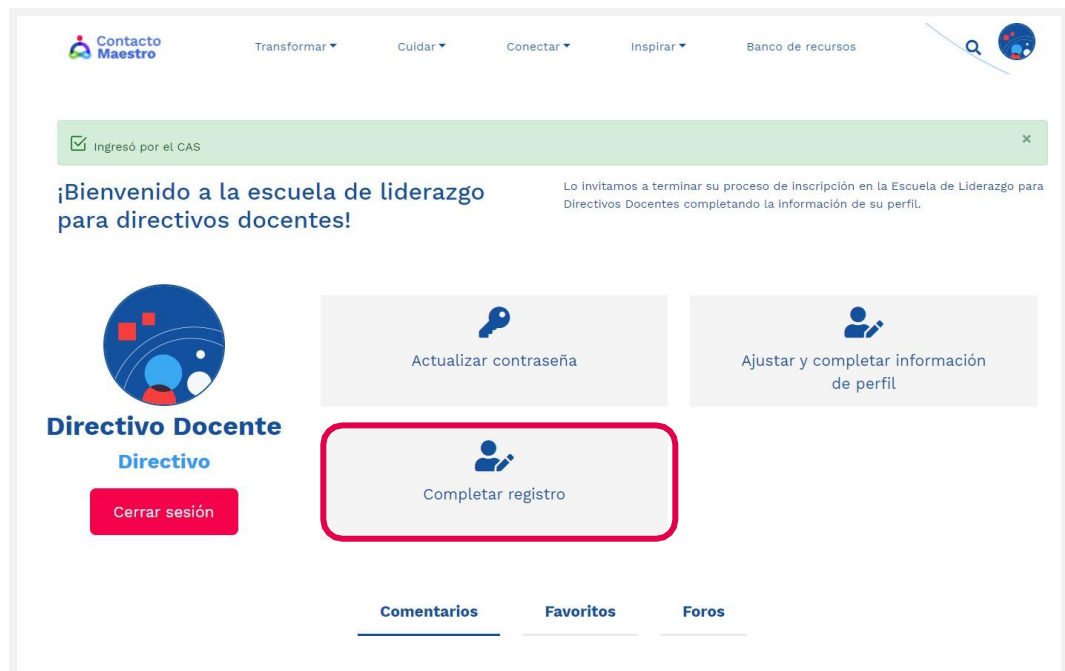 Contacto
Maestro
Transformar
Cuidar
Conectar
Inspirar
Banco de recursos
Ingresó por el CAS
×
¡Bienvenido a la escuela de liderazgo
para directivos docentes!
Lo invitamos a terminar su proceso de inscripción en la Escuela de Liderazgo para
Directivos Docentes completando la información de su perfil.
Actualizar contraseña
Ajustar y completar información
de perfil
Directivo Docente
Directivo
Cerrar sesión
Completar registro
Comentarios
Favoritos
Foros